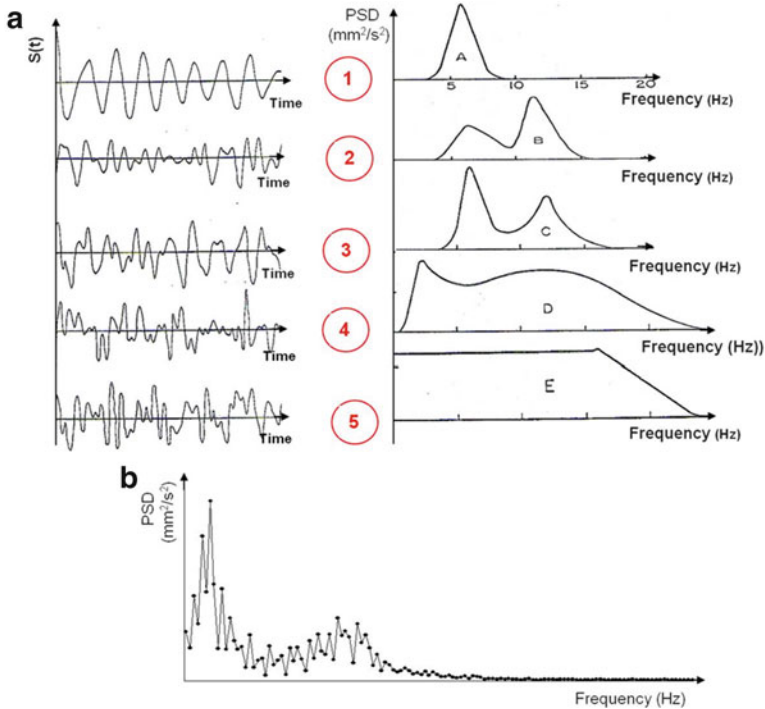 a
S(t)
PSD
(mm²/s²)
Time
1
A
5 10 15 20
Frequency (Hz)
Time
2
B
Frequency (Hz)
Time
3
C
Frequency (Hz)
Time
4
D
Frequency (Hz))
Time
5
E
Frequency (Hz)
b
PSD
(mm²/s²)
Frequency (Hz)